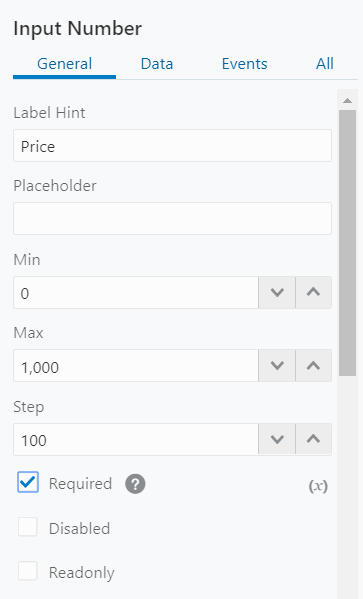 Input Number
General Data Events All
Label Hint
Price
Placeholder
Min
0
Max
1,000
Step
100
Required ? (x)
Disabled
Readonly